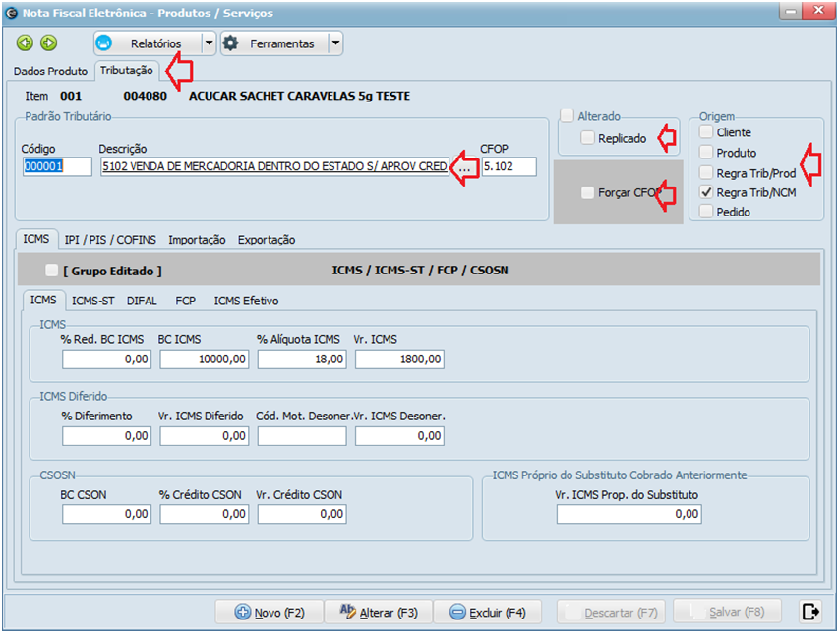 Nota Fiscal Eletrônica - Produtos / Serviços
Relatórios Ferramentas
Dados Produto Tributação
Item 001 004080 ACUCAR SACHET CARAVELAS 5g TESTE
Padrão Tributário Alterado Origem
Código Descrição CFOP
000001 5102 VENDA DE MERCADORIA DENTRO DO ESTADO S/ APROV CRED ... 5.102
Replicado
Forçar CFOP
Cliente
Produto
Regra Trib/Prod
Regra Trib/NCM
Pedido
ICMS IPI / PIS / COFINS Importação Exportação
[ Grupo Editado ] ICMS / ICMS-ST / FCP / CSOSN
ICMS ICMS-ST DIFAL FCP ICMS Efetivo
ICMS
% Red. BC ICMS BC ICMS % Alíquota ICMS Vr. ICMS
0,00 10000,00 18,00 1800,00
ICMS Diferido
% Diferimento Vr. ICMS Diferido Cód. Mot. Desoner. Vr. ICMS Desoner.
0,00 0,00 0,00
CSOSN ICMS Próprio do Substituto Cobrado Anteriormente
BC CSON % Crédito CSON Vr. Crédito CSON Vr. ICMS Prop. do Substituto
0,00 0,00 0,00 0,00
Novo (F2) Alterar (F3) Excluir (F4) Descartar (F7) Salvar (F8)